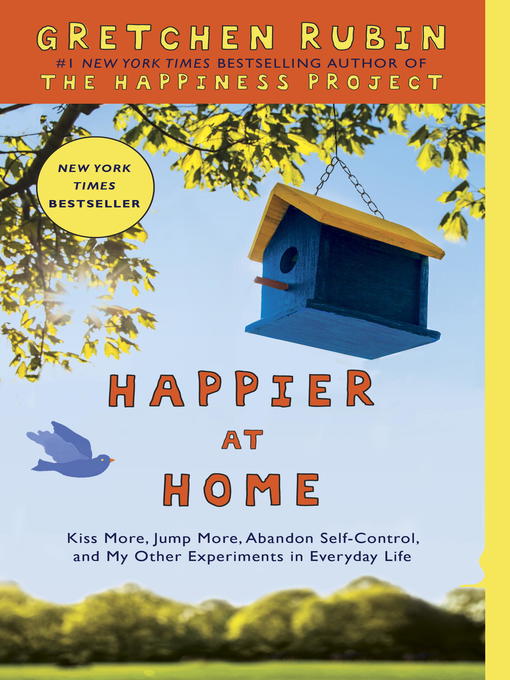 GRETCHEN RUBIN
#1 NEW YORK TIMES BESTSELLING AUTHOR OF
THE HAPPINESS PROJECT
NEW YORK
TIMES
BESTSELLER
HAPPIER
AT
HOME
Kiss More, Jump More, Abandon Self-Control,
and My Other Experiments in Everyday Life